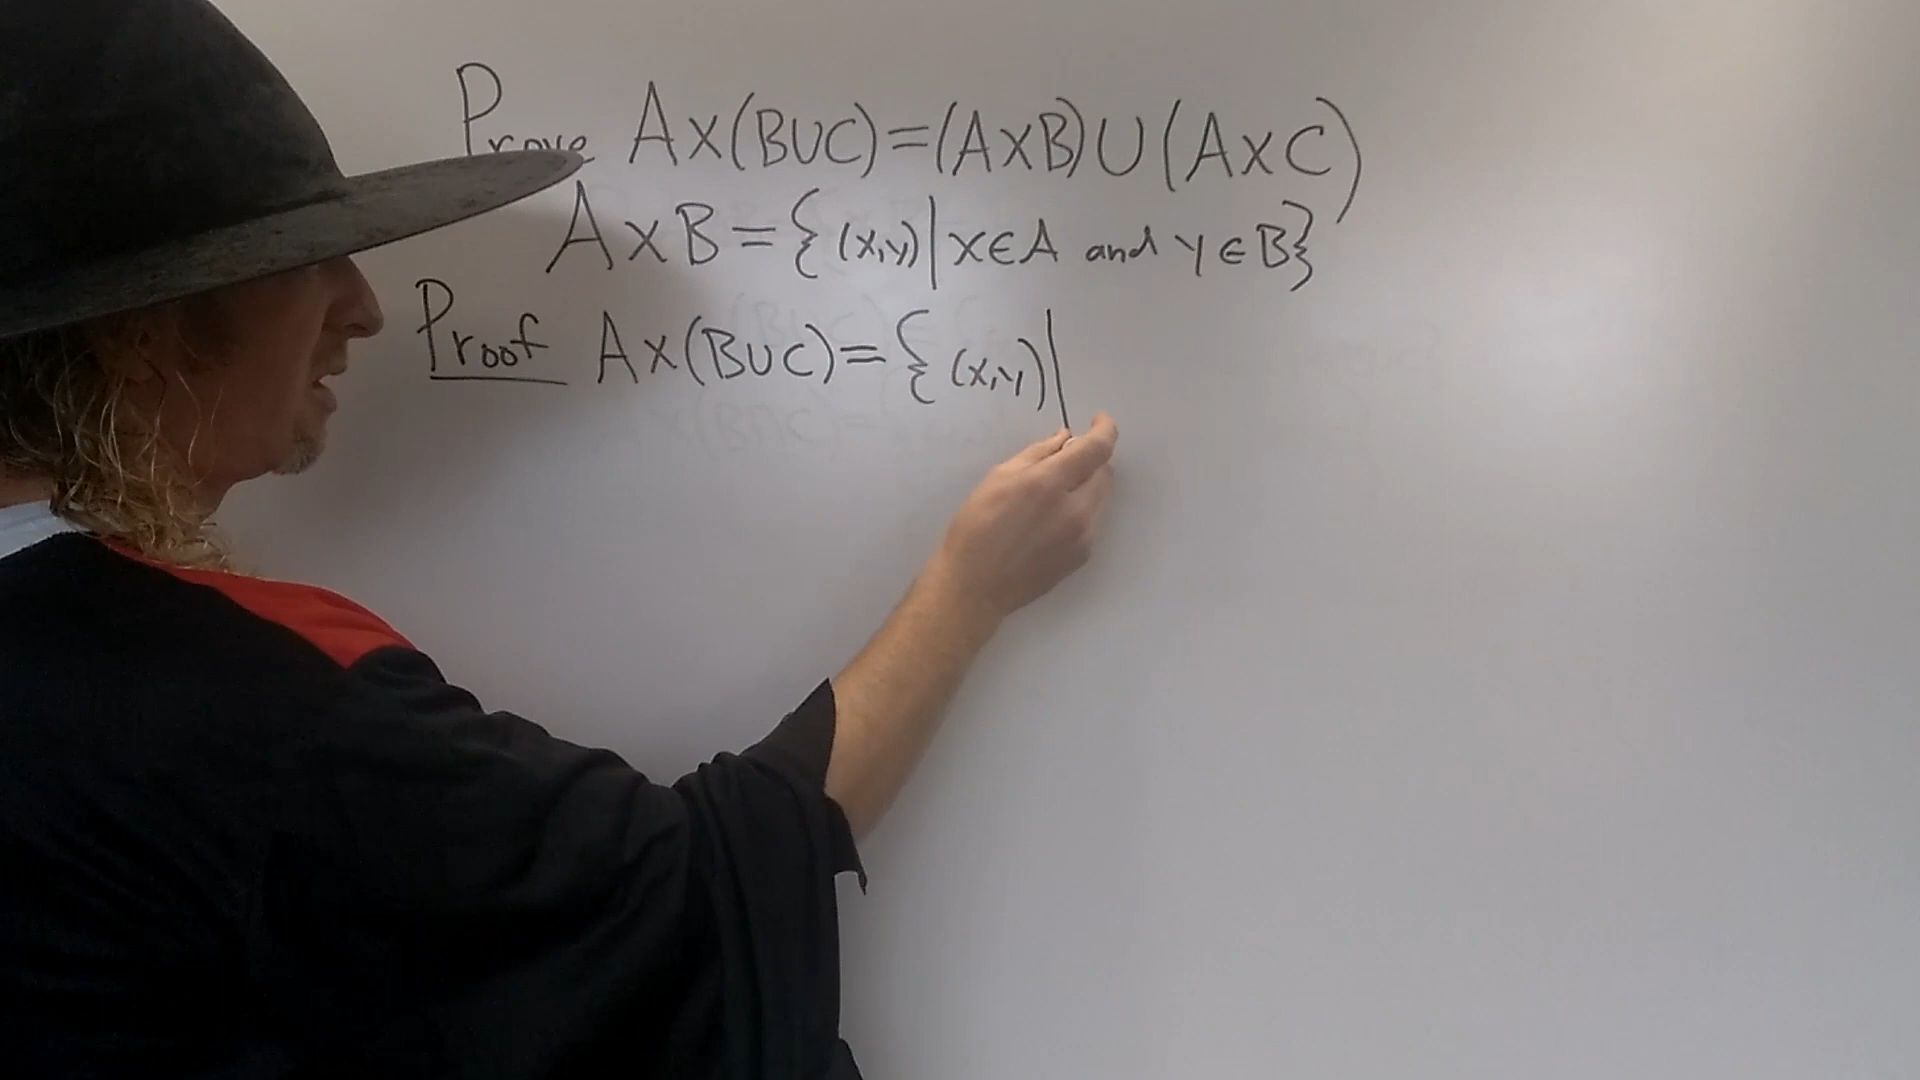 Prove A×(B∪C)=(A×B)∪(A×C)
A×B={(x,y)|x∈A and y∈B}
Proof A×(B∪C)={(x,y)|